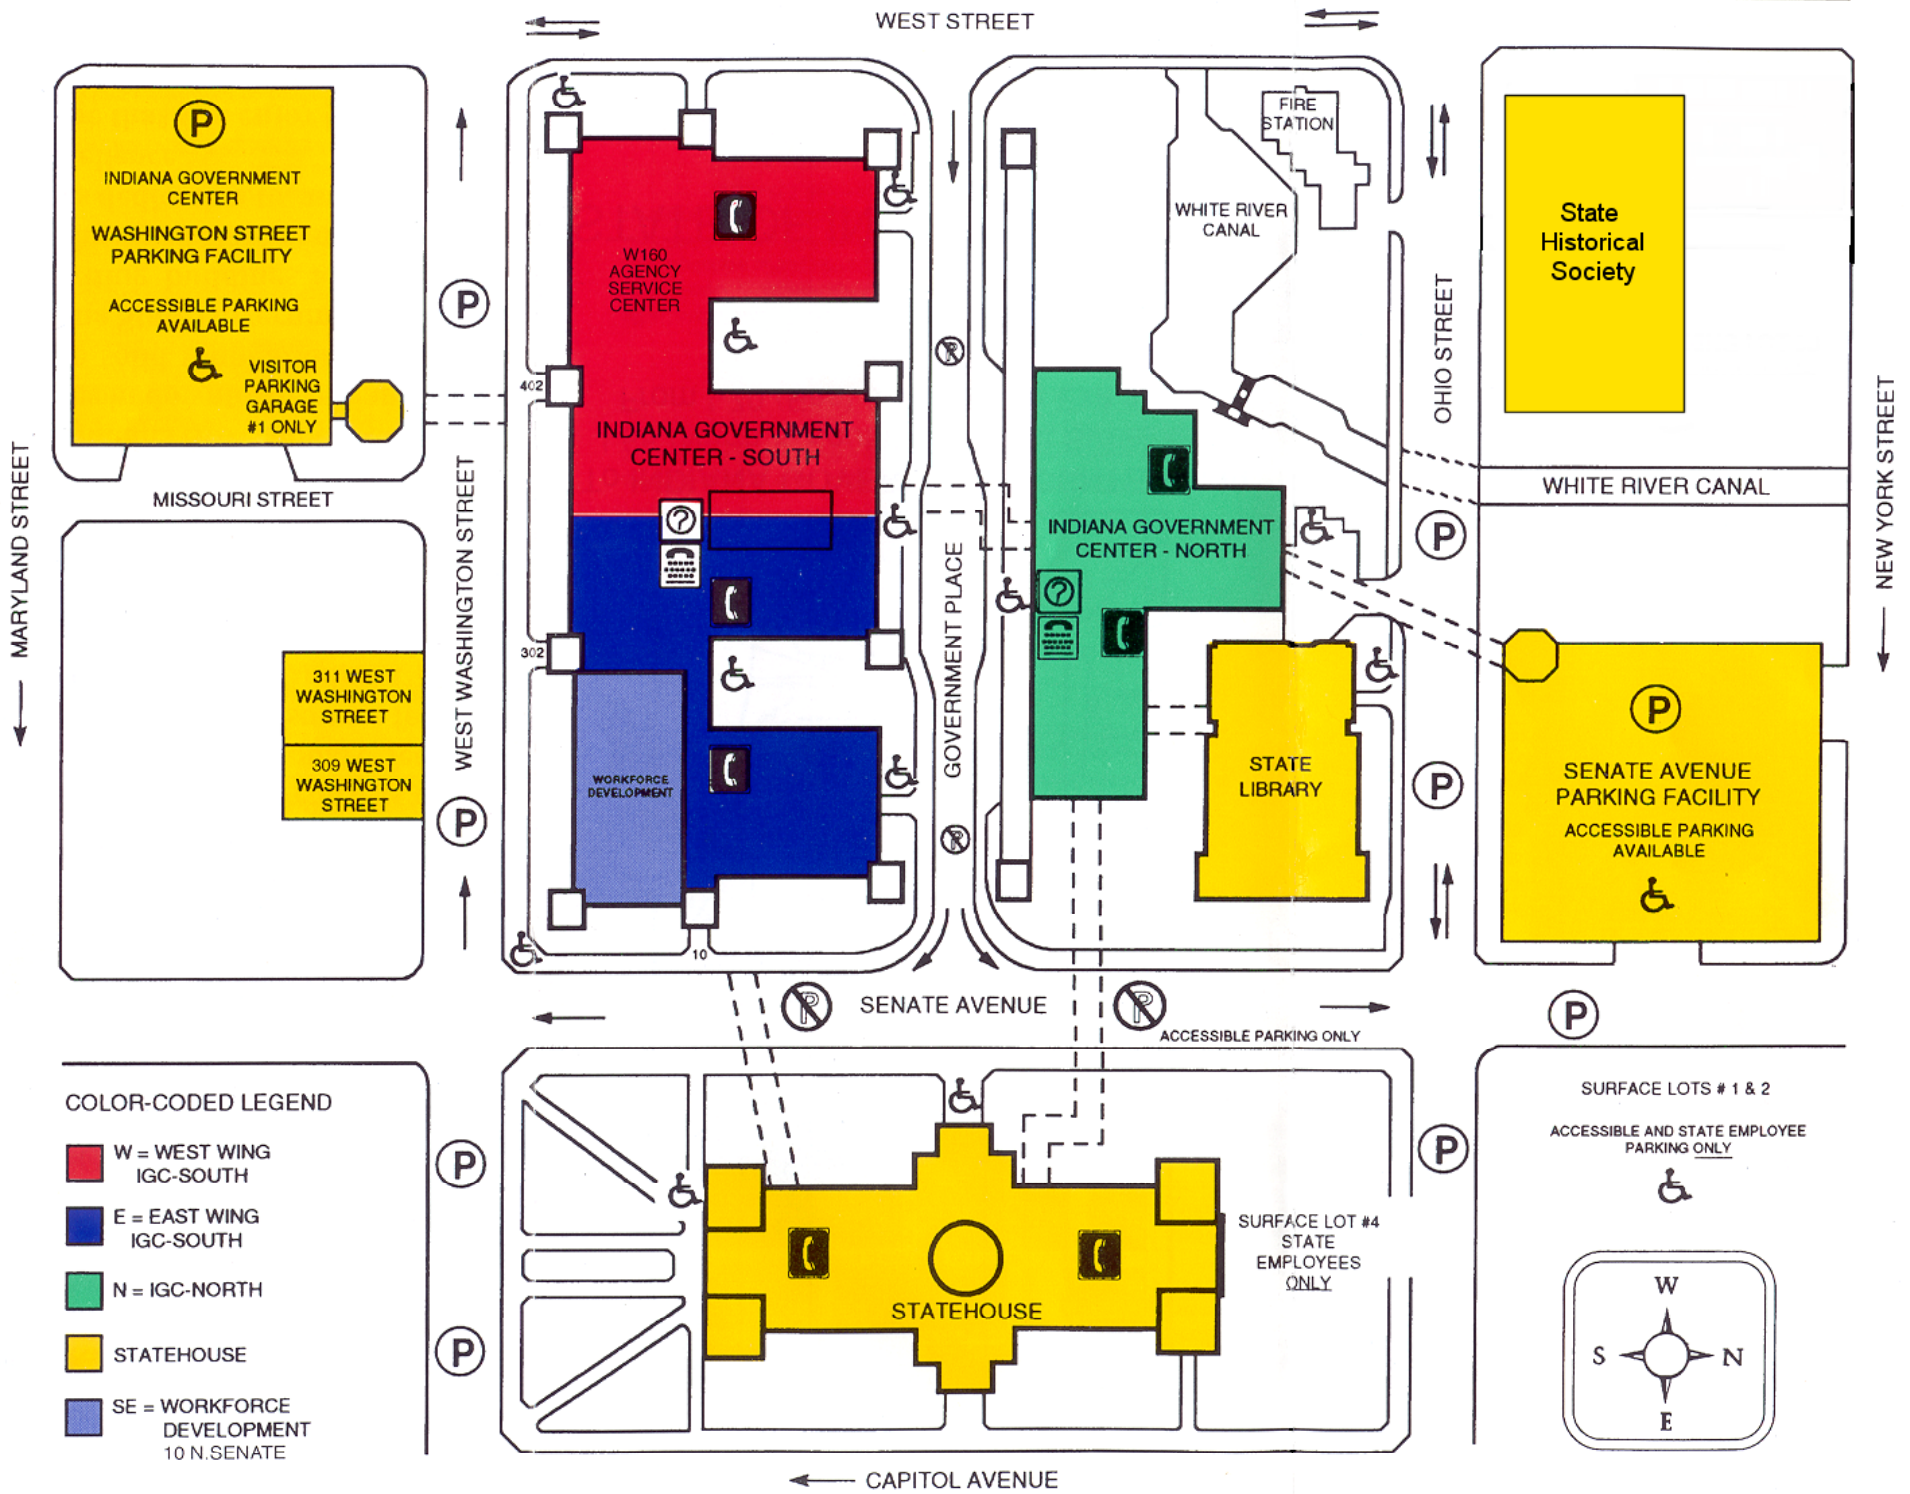 WEST STREET
P
INDIANA GOVERNMENT
CENTER
WASHINGTON STREET
PARKING FACILITY
ACCESSIBLE PARKING
AVAILABLE
VISITOR
PARKING
GARAGE
#1 ONLY
MISSOURI STREET
MARYLAND STREET
311 WEST
WASHINGTON
STREET
309 WEST
WASHINGTON
STREET
P
WEST WASHINGTON STREET
P
402
302
10
W160
AGENCY
SERVICE
CENTER
INDIANA GOVERNMENT
CENTER - SOUTH
?
WORKFORCE
DEVELOPMENT
P
GOVERNMENT PLACE
P
FIRE
STATION
WHITE RIVER
CANAL
INDIANA GOVERNMENT
CENTER - NORTH
?
STATE
LIBRARY
OHIO STREET
P
P
State
Historical
Society
WHITE RIVER CANAL
NEW YORK STREET
P
SENATE AVENUE
PARKING FACILITY
ACCESSIBLE PARKING
AVAILABLE
P
SENATE AVENUE
P
ACCESSIBLE PARKING ONLY
P
COLOR-CODED LEGEND
W = WEST WING
IGC-SOUTH
E = EAST WING
IGC-SOUTH
N = IGC-NORTH
STATEHOUSE
SE = WORKFORCE
DEVELOPMENT
10 N.SENATE
P
P
STATEHOUSE
SURFACE LOT #4
STATE
EMPLOYEES
ONLY
P
SURFACE LOTS # 1 & 2
ACCESSIBLE AND STATE EMPLOYEE
PARKING ONLY
W
S N
E
CAPITOL AVENUE